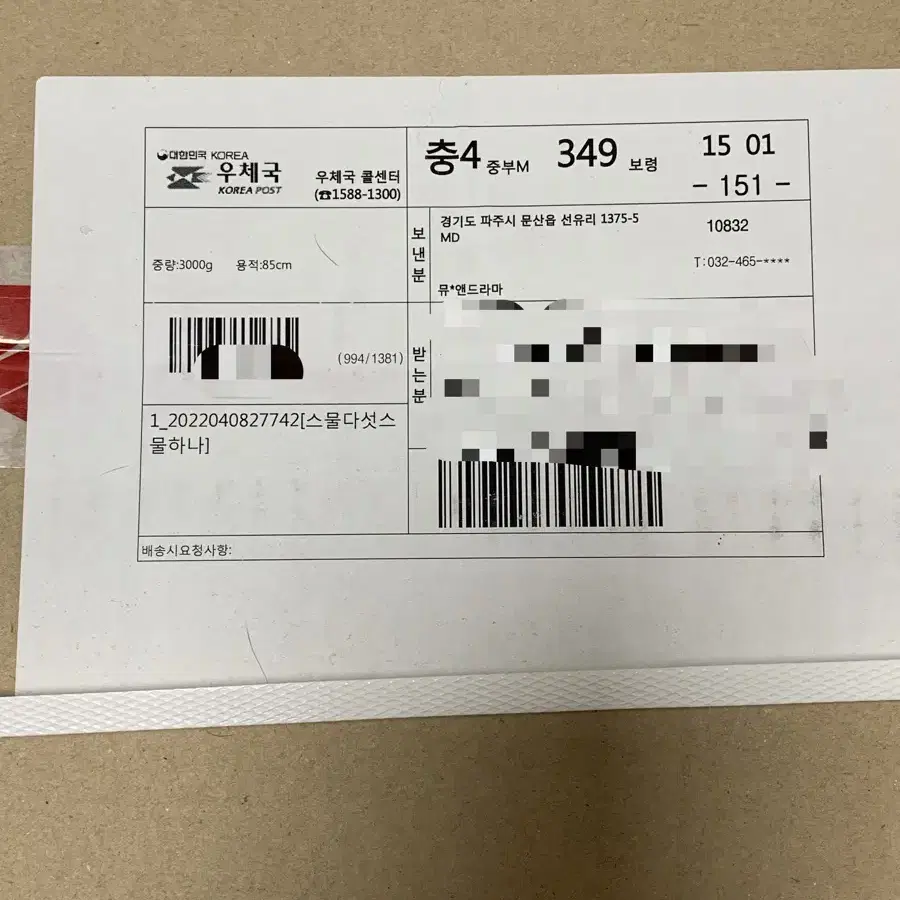 대한민국 KOREA
우체국
KOREA POST
우체국 콜센터
(☎1588-1300)
충4 중부M 349 보령
15 01
- 151 -
중량:3000g 용적:85cm
보낸분
경기도 파주시 문산읍 선유리 1375-5
MD
10832
T:032-465-****
뮤*앤드라마
(994/1381)
받는분
1_2022040827742[스물다섯스
물하나]
배송시요청사항: